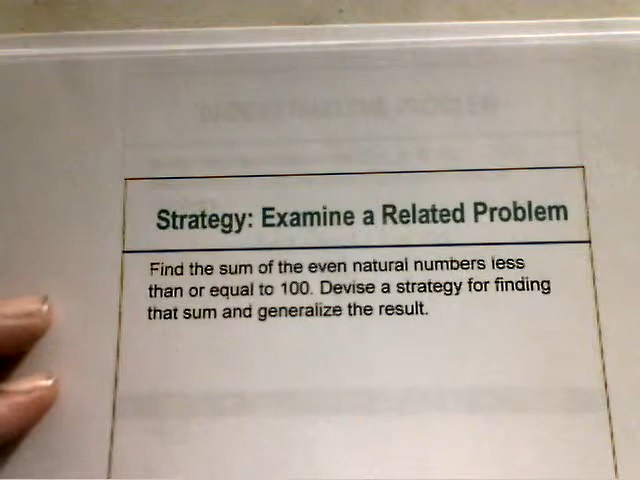 Strategy: Examine a Related Problem
Find the sum of the even natural numbers less
than or equal to 100. Devise a strategy for finding
that sum and generalize the result.